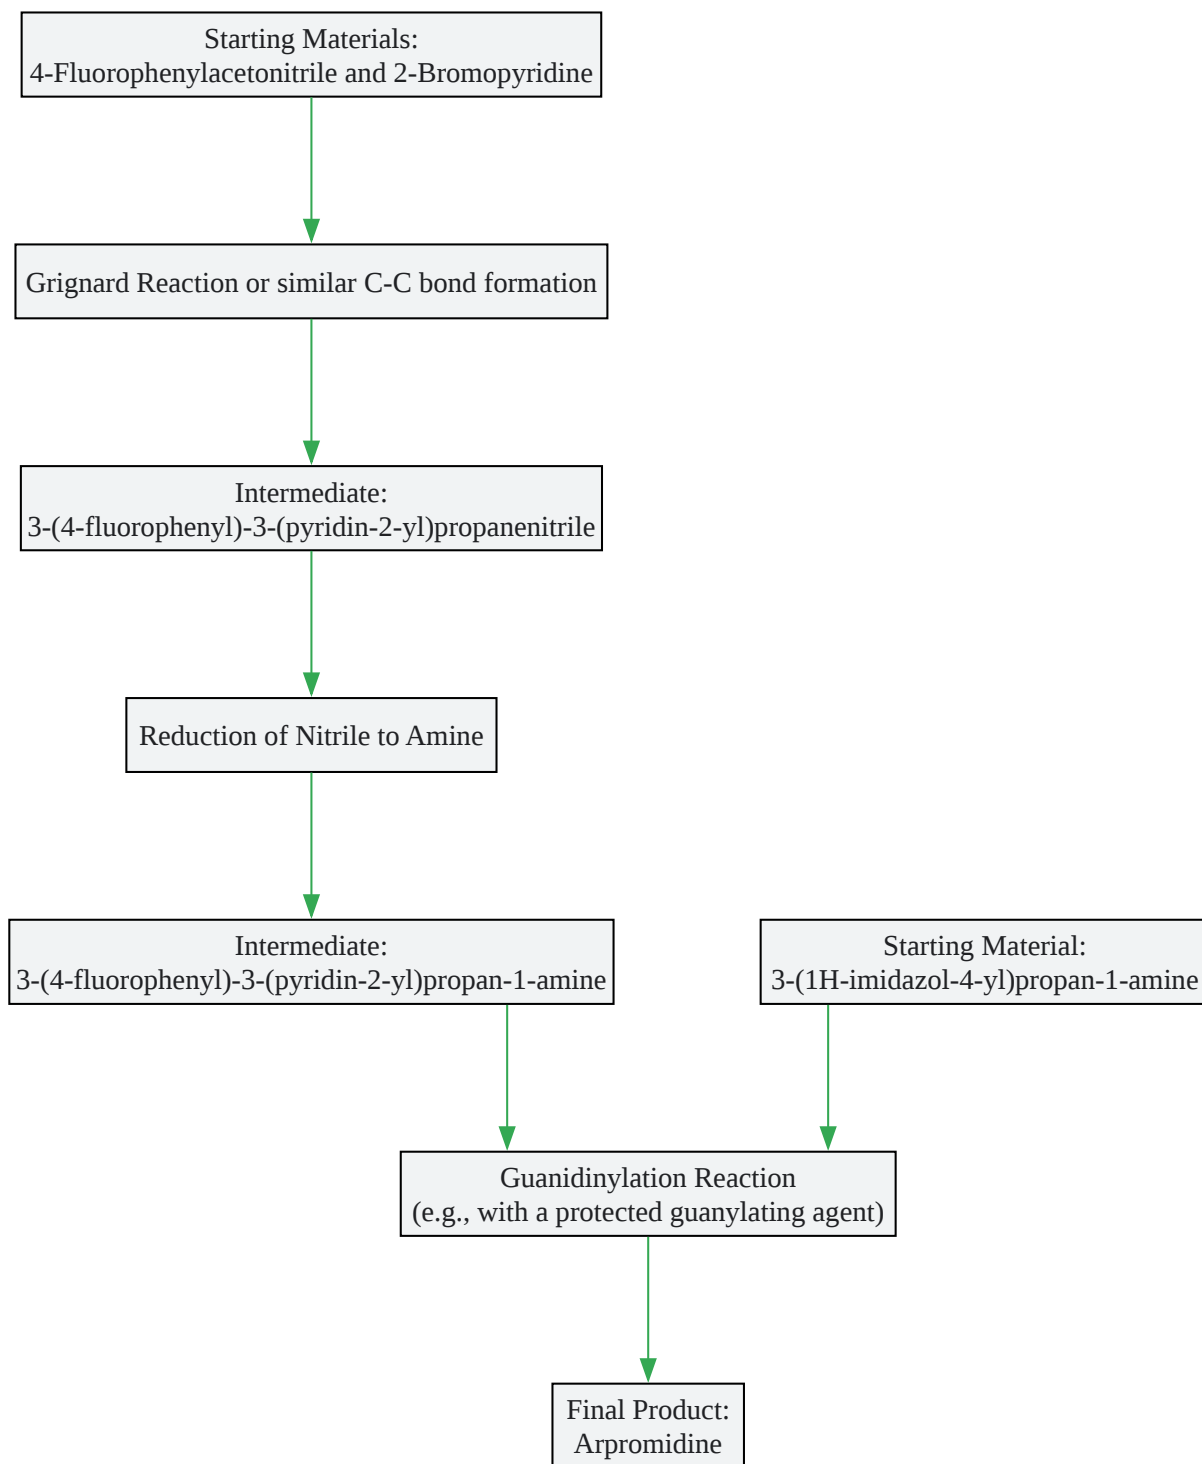 Starting Materials:
4-Fluorophenylacetonitrile and 2-Bromopyridine
Grignard Reaction or similar C-C bond formation
Intermediate:
3-(4-fluorophenyl)-3-(pyridin-2-yl)propanenitrile
Reduction of Nitrile to Amine
Intermediate:
3-(4-fluorophenyl)-3-(pyridin-2-yl)propan-1-amine
Starting Material:
3-(1H-imidazol-4-yl)propan-1-amine
Guanidinylation Reaction
(e.g., with a protected guanylating agent)
Final Product:
Arpromidine